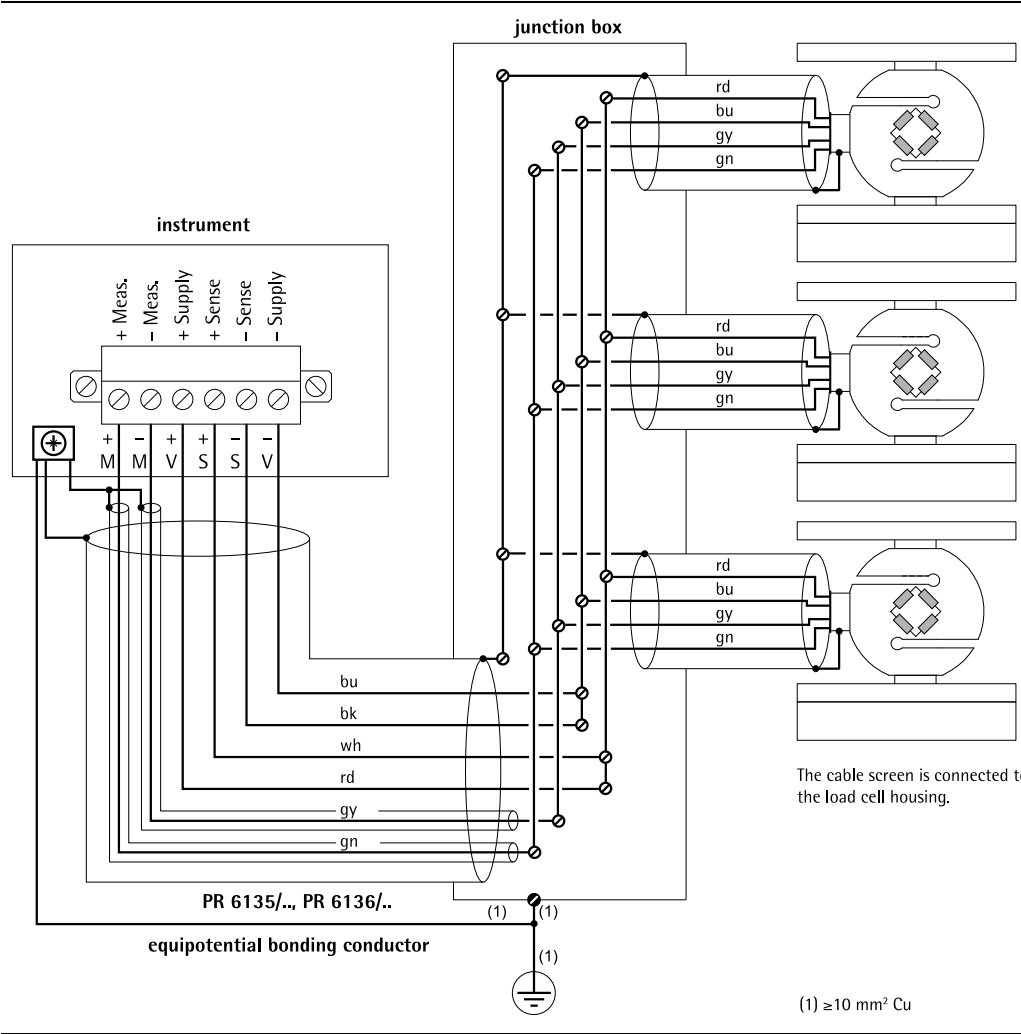 junction box
rd
bu
gy
gn
instrument
+ Meas.
– Meas.
+ Supply
+ Sense
– Sense
– Supply
+ – + + – –
M M V S S V
rd
bu
gy
gn
rd
bu
gy
gn
bu
bk
wh
rd
gy
gn
The cable screen is connected
the load cell housing.
PR 6135/.., PR 6136/..
(1) (1)
equipotential bonding conductor
(1)
(1) ≥10 mm² Cu